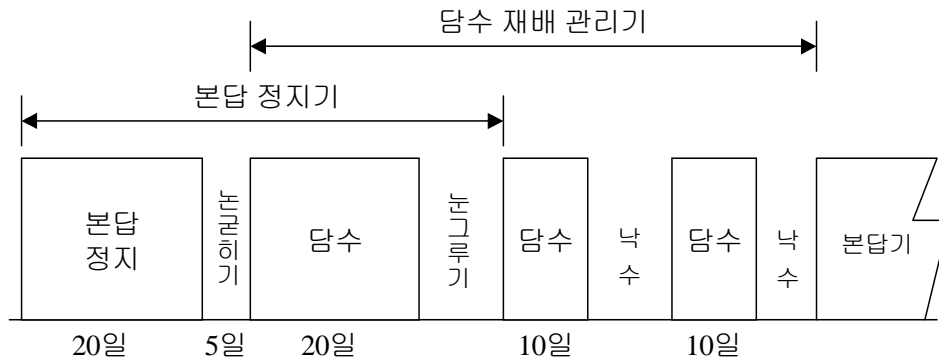 담수 재배 관리기
본답 정지기
본답
정지
논굳히기
담수
눈그루기
담수
낙수
담수
낙수
본답기
20일
5일
20일
10일
10일